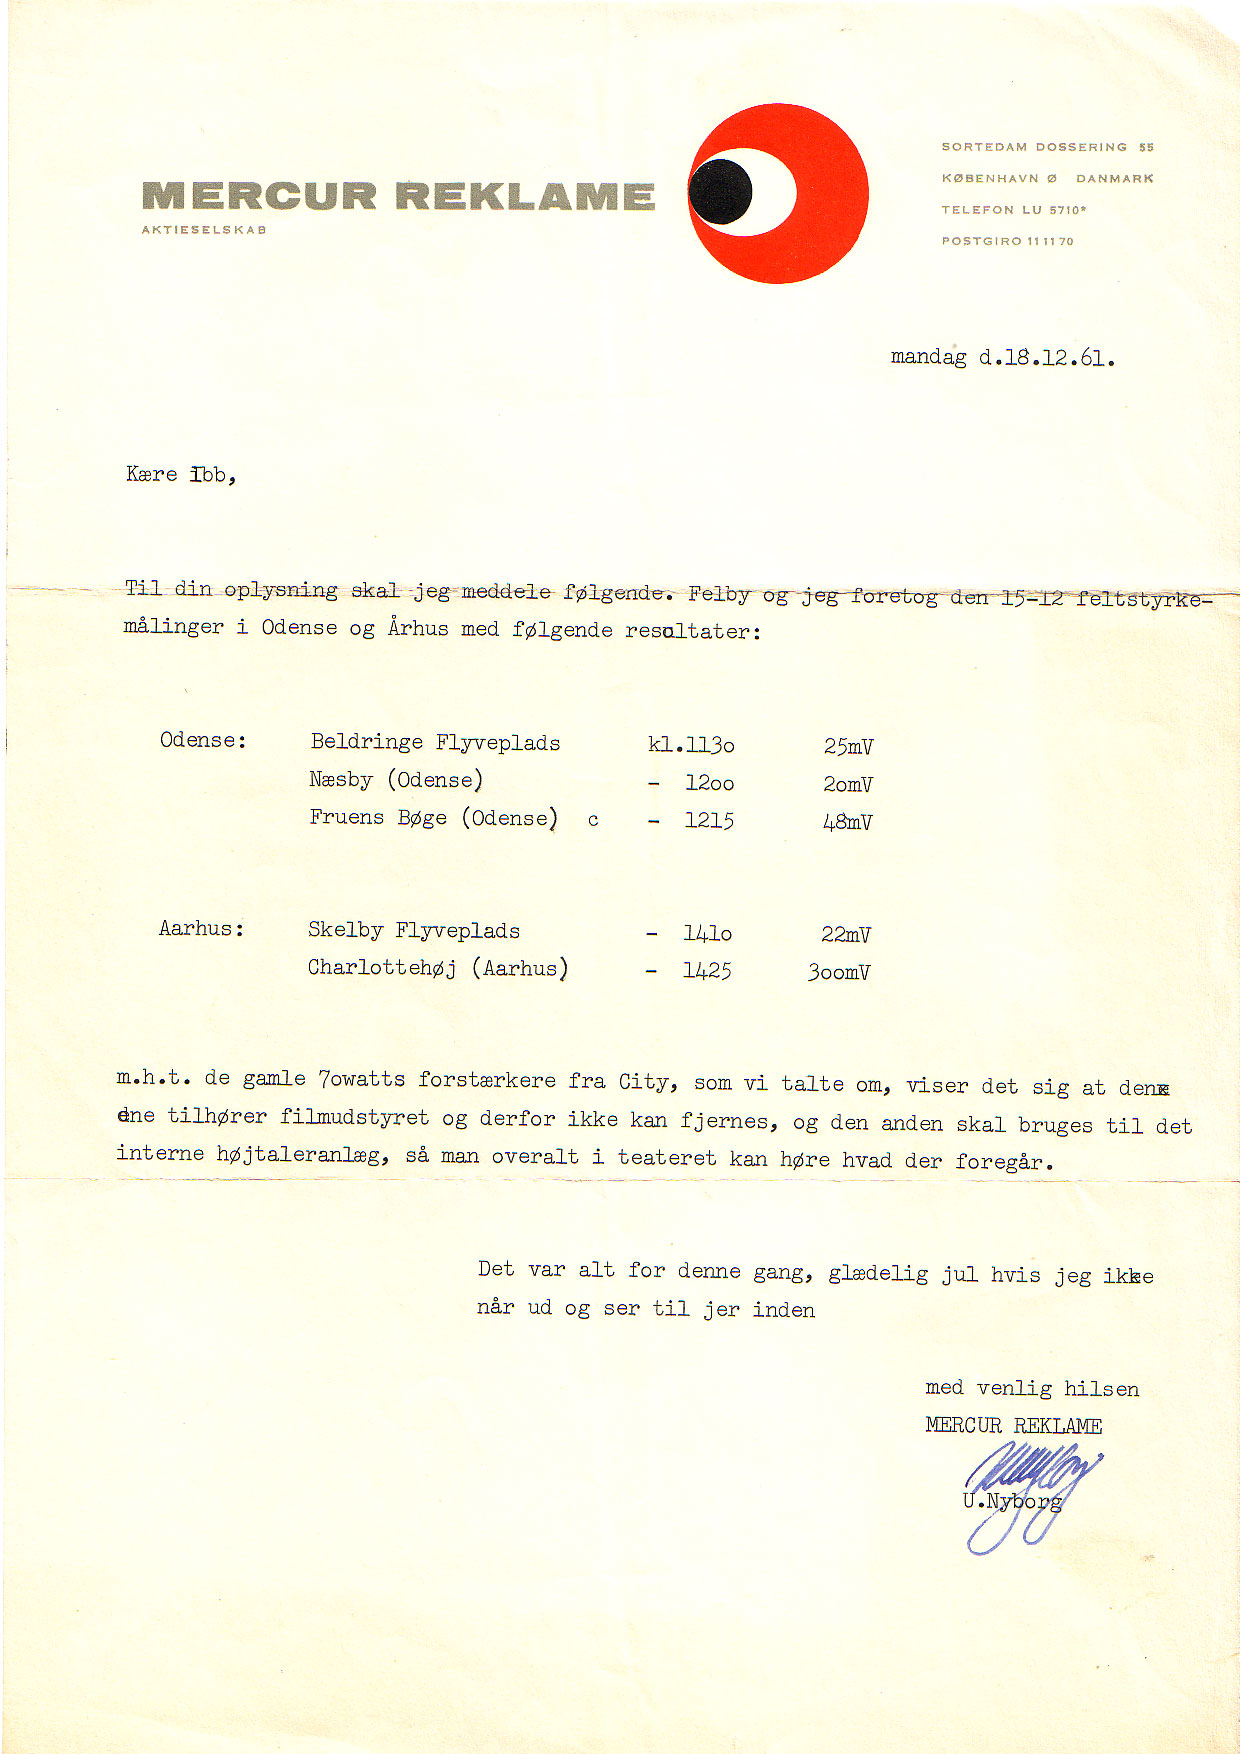 MERCUR REKLAME
AKTIESELSKAB
SORTEDAM DOSSERING 55
KØBENHAVN Ø DANMARK
TELEFON LU 5710*
POSTGIRO 11 11 70
mandag d.18.12.61.
Kære Ibb,
Til din oplysning skal jeg meddele følgende. Felby og jeg foretog den 15-12 feltstyrke-
målinger i Odense og Århus med følgende resultater:
Odense: Beldringe Flyveplads kl.113o 25mV
Næsby (Odense) - 12oo 2omV
Fruens Bøge (Odense) c - 1215 48mV
Aarhus: Skelby Flyveplads - 141o 22mV
Charlottehøj (Aarhus) - 1425 3oomV
m.h.t. de gamle 7owatts forstærkere fra City, som vi talte om, viser det sig at den
ene tilhører filmudstyret og derfor ikke kan fjernes, og den anden skal bruges til det
interne højtaleranlæg, så man overalt i teateret kan høre hvad der foregår.
Det var alt for denne gang, glædelig jul hvis jeg ikke
når ud og ser til jer inden
med venlig hilsen
MERCUR REKLAME
U.Nyborg